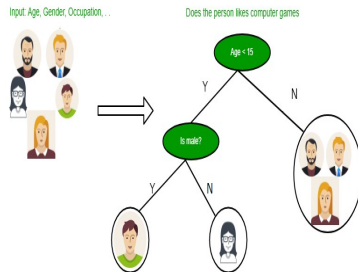 Input: Age, Gender, Occupation, . .
Does the person likes computer games
Age < 15
Y
N
Is male?
Y
N